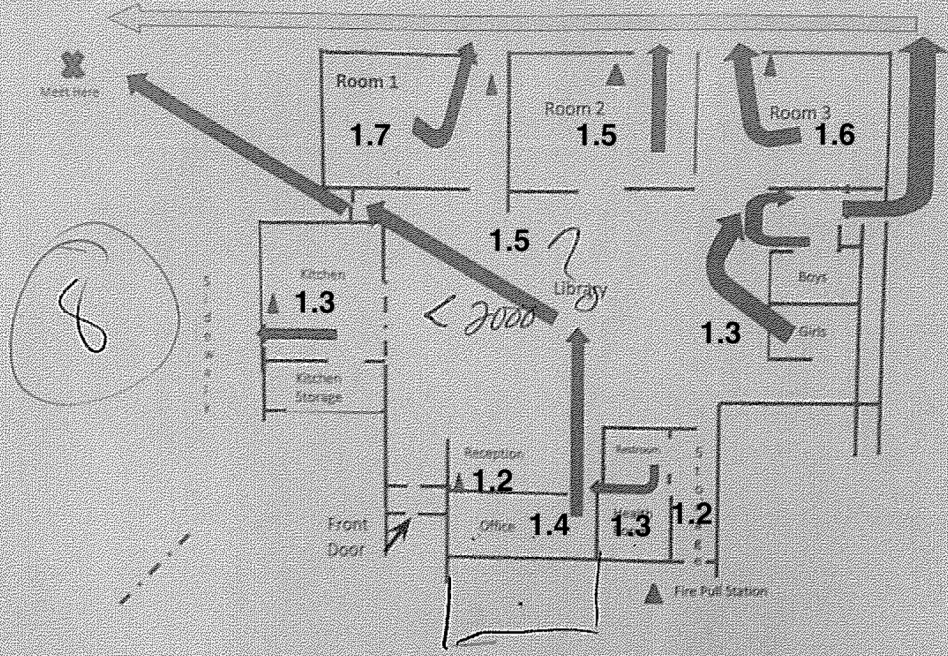 Meet Here
Room 1
1.7
Room 2
1.5
Room 3
1.6
1.5
?
Library
< 2000
8
Sidewalk
Kitchen
1.3
Kitchen
Storage
Boys
Girls
1.3
Reception
1.2
Office
1.4
Restroom
Health
1.3
1.2
Storage
Front
Door
Fire Pull Station